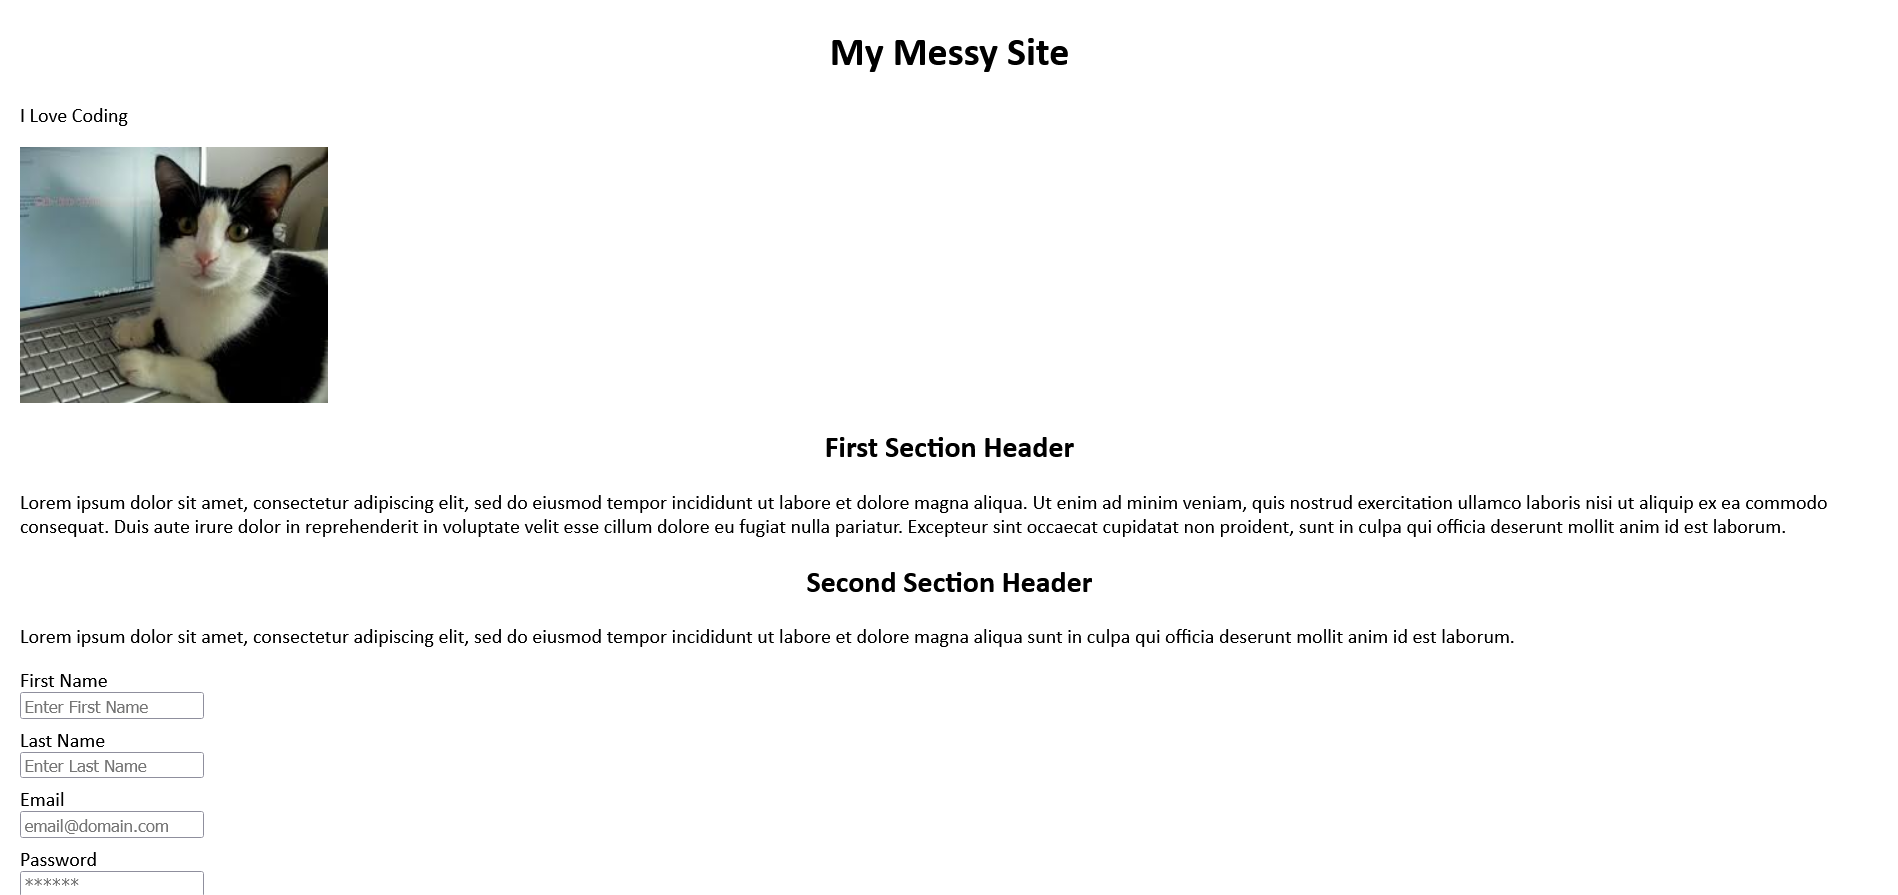 My Messy Site
I Love Coding
First Section Header
Lorem ipsum dolor sit amet, consectetur adipiscing elit, sed do eiusmod tempor incididunt ut labore et dolore magna aliqua. Ut enim ad minim veniam, quis nostrud exercitation ullamco laboris nisi ut aliquip ex ea commodo
consequat. Duis aute irure dolor in reprehenderit in voluptate velit esse cillum dolore eu fugiat nulla pariatur. Excepteur sint occaecat cupidatat non proident, sunt in culpa qui officia deserunt mollit anim id est laborum.
Second Section Header
Lorem ipsum dolor sit amet, consectetur adipiscing elit, sed do eiusmod tempor incididunt ut labore et dolore magna aliqua sunt in culpa qui officia deserunt mollit anim id est laborum.
First Name
Enter First Name
Last Name
Enter Last Name
Email
email@domain.com
Password
******